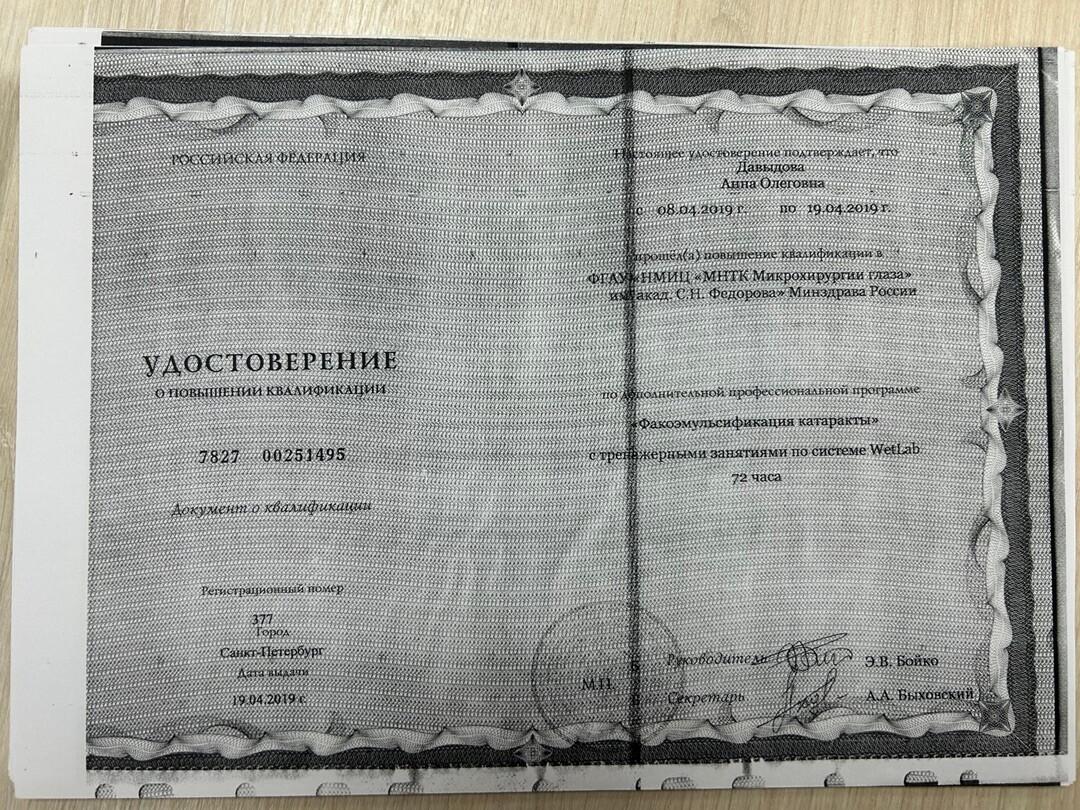 РОССИЙСКАЯ ФЕДЕРАЦИЯ
УДОСТОВЕРЕНИЕ
О ПОВЫШЕНИИ КВАЛИФИКАЦИИ
7827 00251495
Документ о квалификации
Регистрационный номер
377
Город
Санкт-Петербург
Дата выдачи
19.04.2019 г.
Настоящее удостоверение подтверждает, что
Давыдова
Анна Олеговна
с 08.04.2019 г. по 19.04.2019 г.
прошел(а) повышение квалификации в
ФГАУ «НМИЦ «МНТК Микрохирургии глаза»
им. акад. С.Н. Федорова» Минздрава России
по дополнительной профессиональной программе
«Факоэмульсификация катаракты»
с тренажерными занятиями по системе WetLab
72 часа
М.П.
Руководитель Э.В. Бойко
Секретарь А.А. Быховский